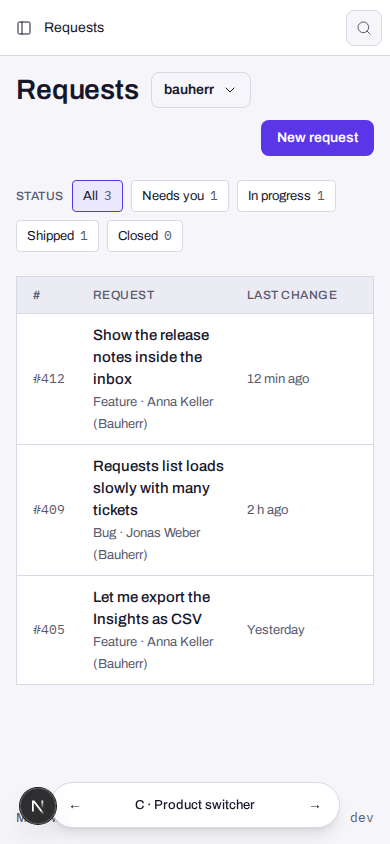 Requests
Requests bauherr
New request
STATUS All 3 Needs you 1 In progress 1
Shipped 1 Closed 0
# REQUEST LAST CHANGE
Show the release
notes inside the
#412 inbox 12 min ago
Feature · Anna Keller
(Bauherr)
Requests list loads
slowly with many
#409 tickets 2 h ago
Bug · Jonas Weber
(Bauherr)
Let me export the
Insights as CSV
#405 Feature · Anna Keller Yesterday
(Bauherr)
N ← C · Product switcher →
dev